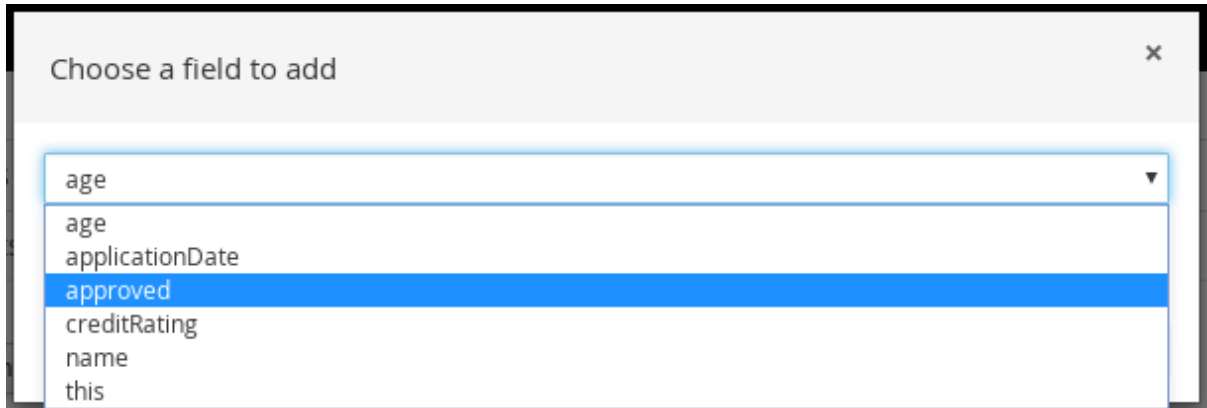 Choose a field to add
×
age
age
applicationDate
approved
creditRating
name
this